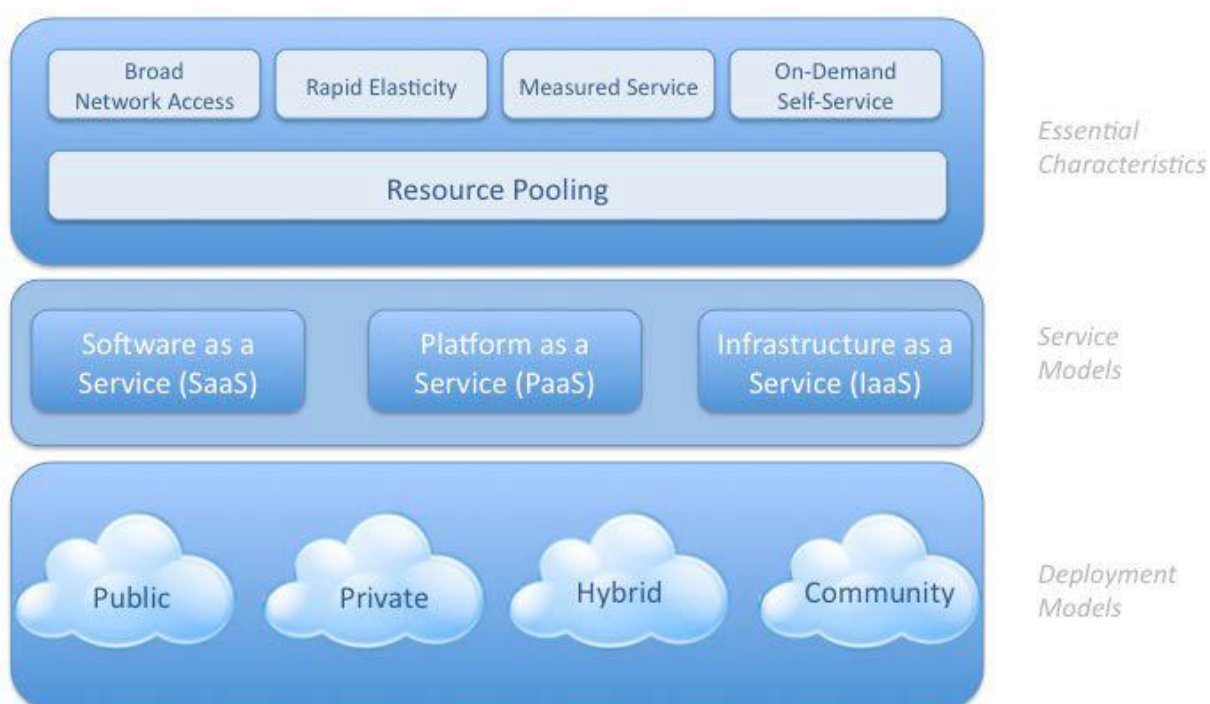 Broad
Network Access
Rapid Elasticity
Measured Service
On-Demand
Self-Service
Resource Pooling
Essential
Characteristics
Software as a
Service (SaaS)
Platform as a
Service (PaaS)
Infrastructure as a
Service (IaaS)
Service
Models
Public
Private
Hybrid
Community
Deployment
Models